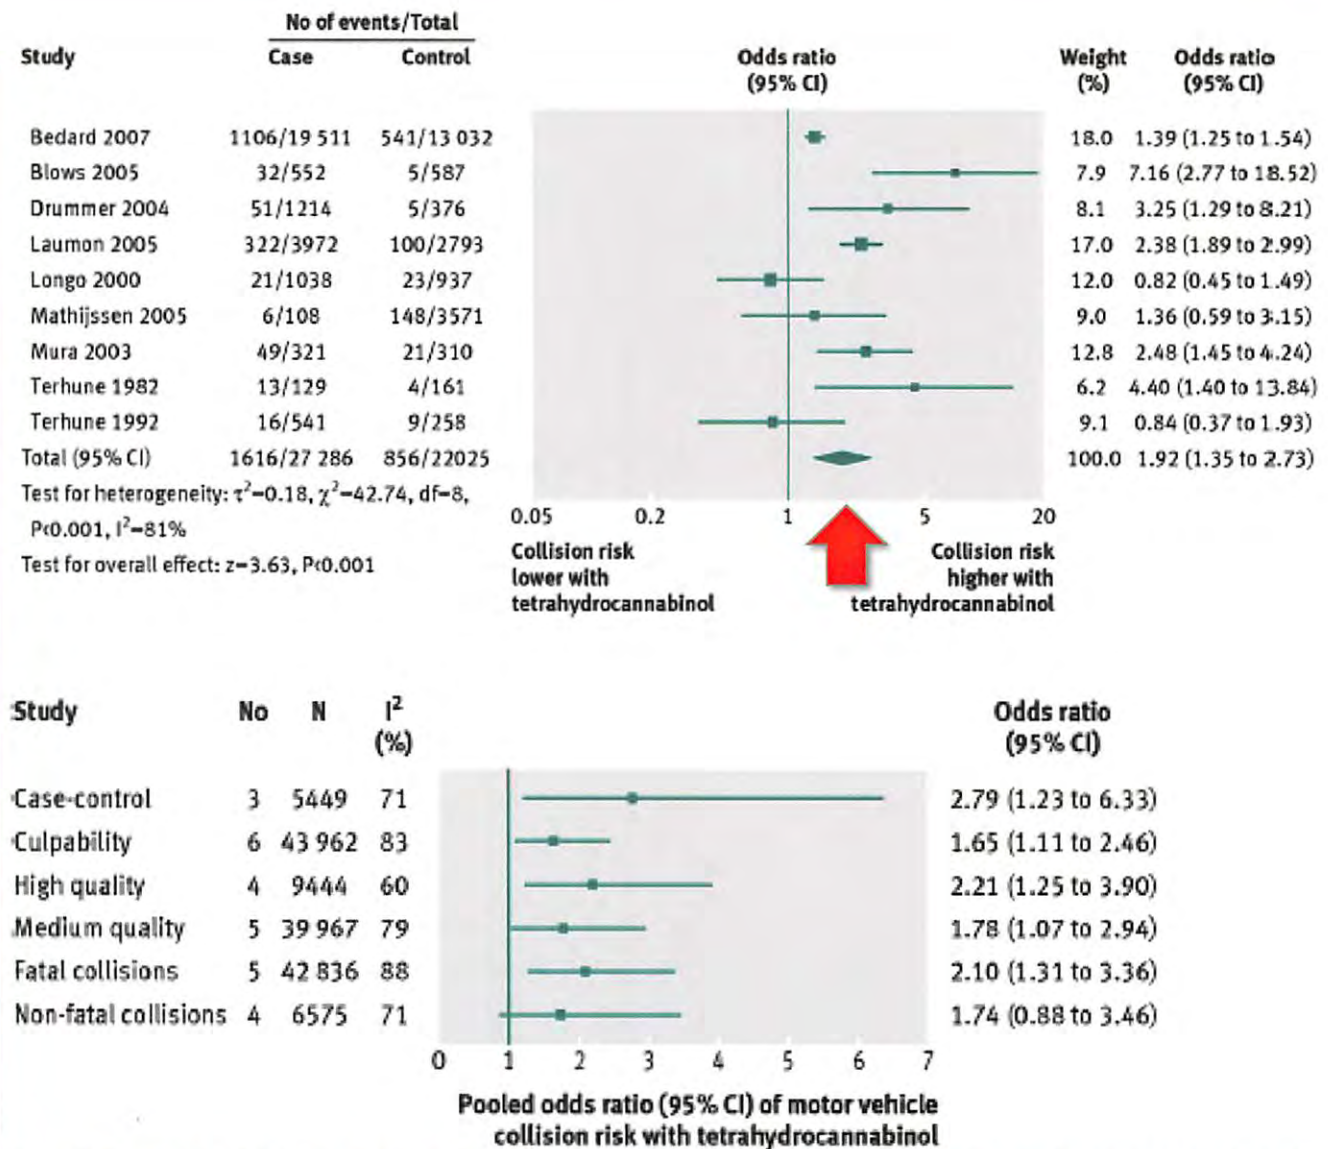 No of events/Total
Study Case Control Odds ratio (95% CI) Weight (%) Odds ratio (95% CI)
Bedard 2007 1106/19 511 541/13 032 18.0 1.39 (1.25 to 1.54)
Blows 2005 32/552 5/587 7.9 7.16 (2.77 to 18.52)
Drummer 2004 51/1214 5/376 8.1 3.25 (1.29 to 8.21)
Laumon 2005 322/3972 100/2793 17.0 2.38 (1.89 to 2.99)
Longo 2000 21/1038 23/937 12.0 0.82 (0.45 to 1.49)
Mathijssen 2005 6/108 148/3571 9.0 1.36 (0.59 to 3.15)
Mura 2003 49/321 21/310 12.8 2.48 (1.45 to 4.24)
Terhune 1982 13/129 4/161 6.2 4.40 (1.40 to 13.84)
Terhune 1992 16/541 9/258 9.1 0.84 (0.37 to 1.93)
Total (95% CI) 1616/27 286 856/22025 100.0 1.92 (1.35 to 2.73)
Test for heterogeneity: τ²=0.18, χ²=42.74, df=8,
P<0.001, I²=81%
Test for overall effect: z=3.63, P<0.001
0.05 0.2 1 5 20
Collision risk
lower with
tetrahydrocannabinol
Collision risk
higher with
tetrahydrocannabinol
Study No N I² (%) Odds ratio (95% CI)
Case-control 3 5449 71 2.79 (1.23 to 6.33)
Culpability 6 43 962 83 1.65 (1.11 to 2.46)
High quality 4 9444 60 2.21 (1.25 to 3.90)
Medium quality 5 39 967 79 1.78 (1.07 to 2.94)
Fatal collisions 5 42 836 88 2.10 (1.31 to 3.36)
Non-fatal collisions 4 6575 71 1.74 (0.88 to 3.46)
0 1 2 3 4 5 6 7
Pooled odds ratio (95% CI) of motor vehicle
collision risk with tetrahydrocannabinol